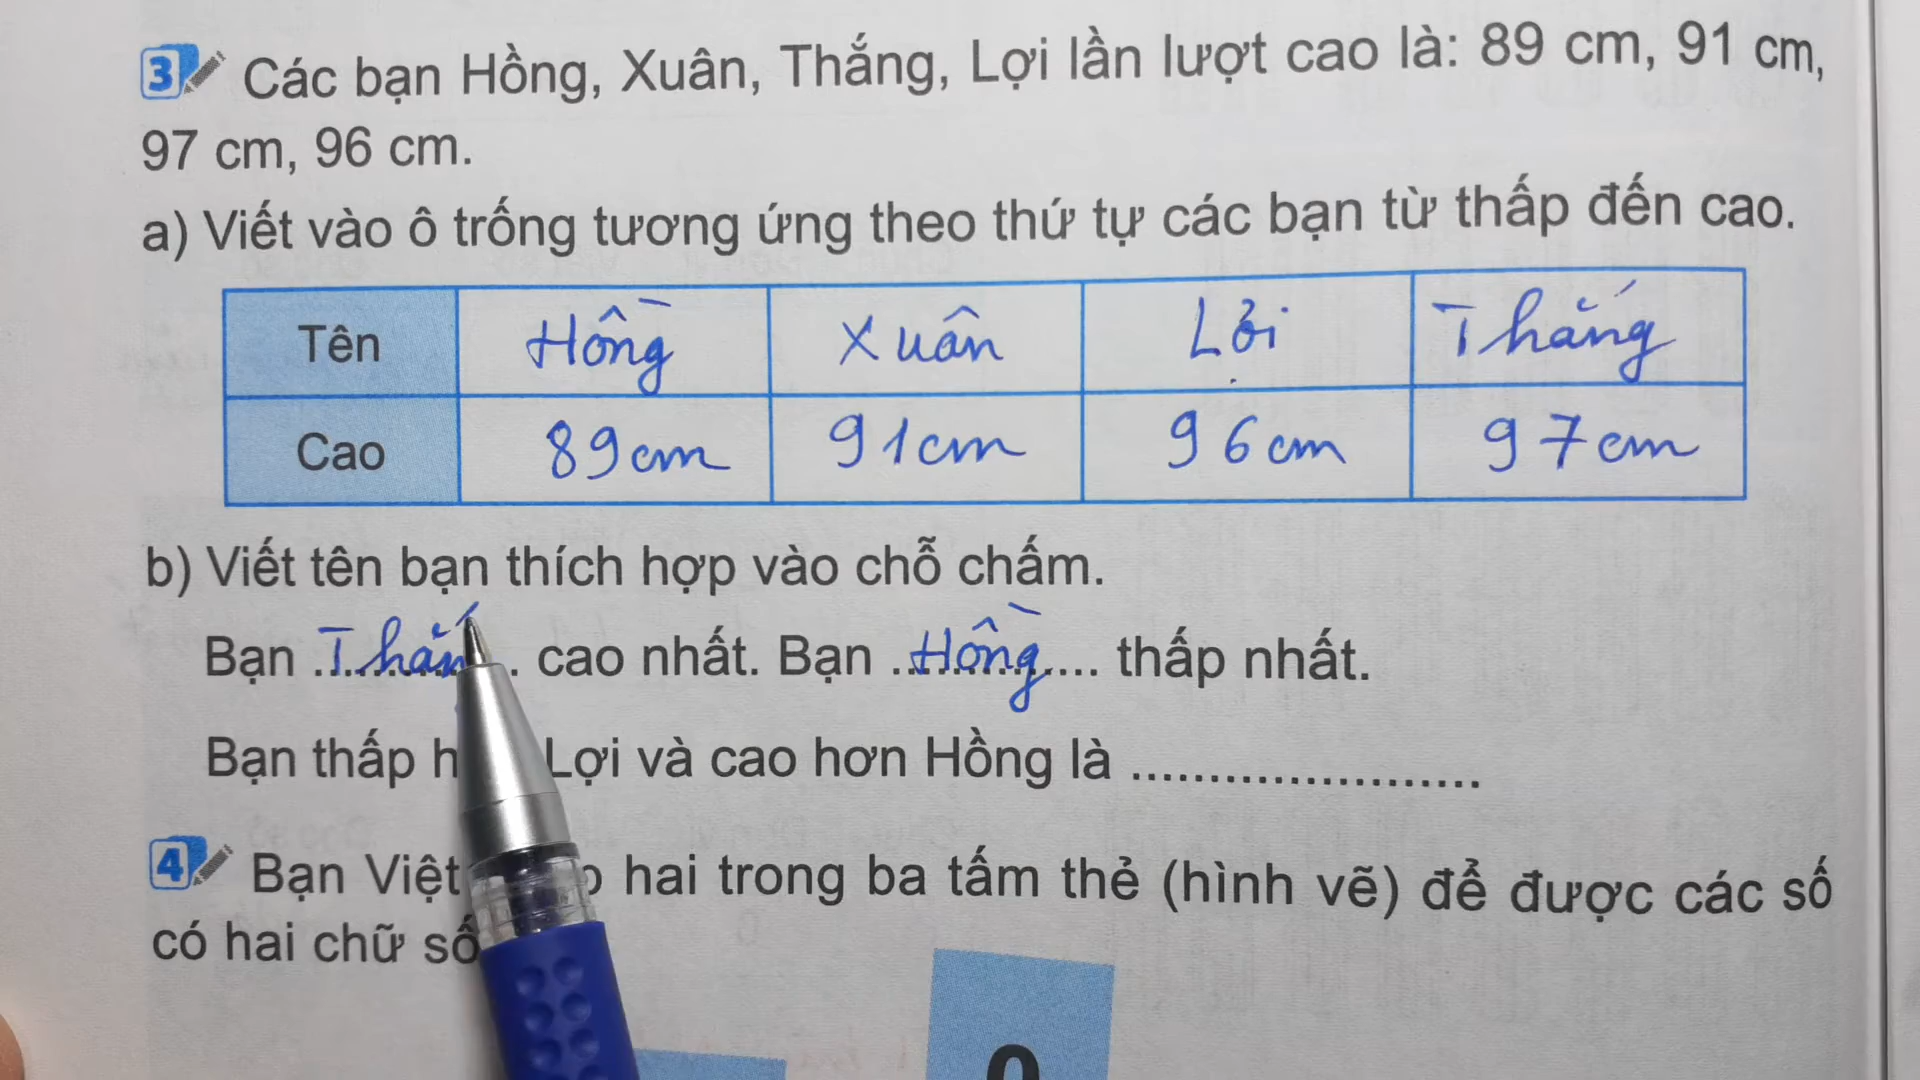 3 Các bạn Hồng, Xuân, Thắng, Lợi lần lượt cao là: 89 cm, 91 cm,
97 cm, 96 cm.
a) Viết vào ô trống tương ứng theo thứ tự các bạn từ thấp đến cao.
Tên Hồng Xuân Lợi Thắng
Cao 89cm 91cm 96cm 97cm
b) Viết tên bạn thích hợp vào chỗ chấm.
Bạn ..... cao nhất. Bạn Hồng thấp nhất.
Bạn thấp Lợi và cao hơn Hồng là ......................
4 Bạn Việt hai trong ba tấm thẻ (hình vẽ) để được các số
có hai chữ số